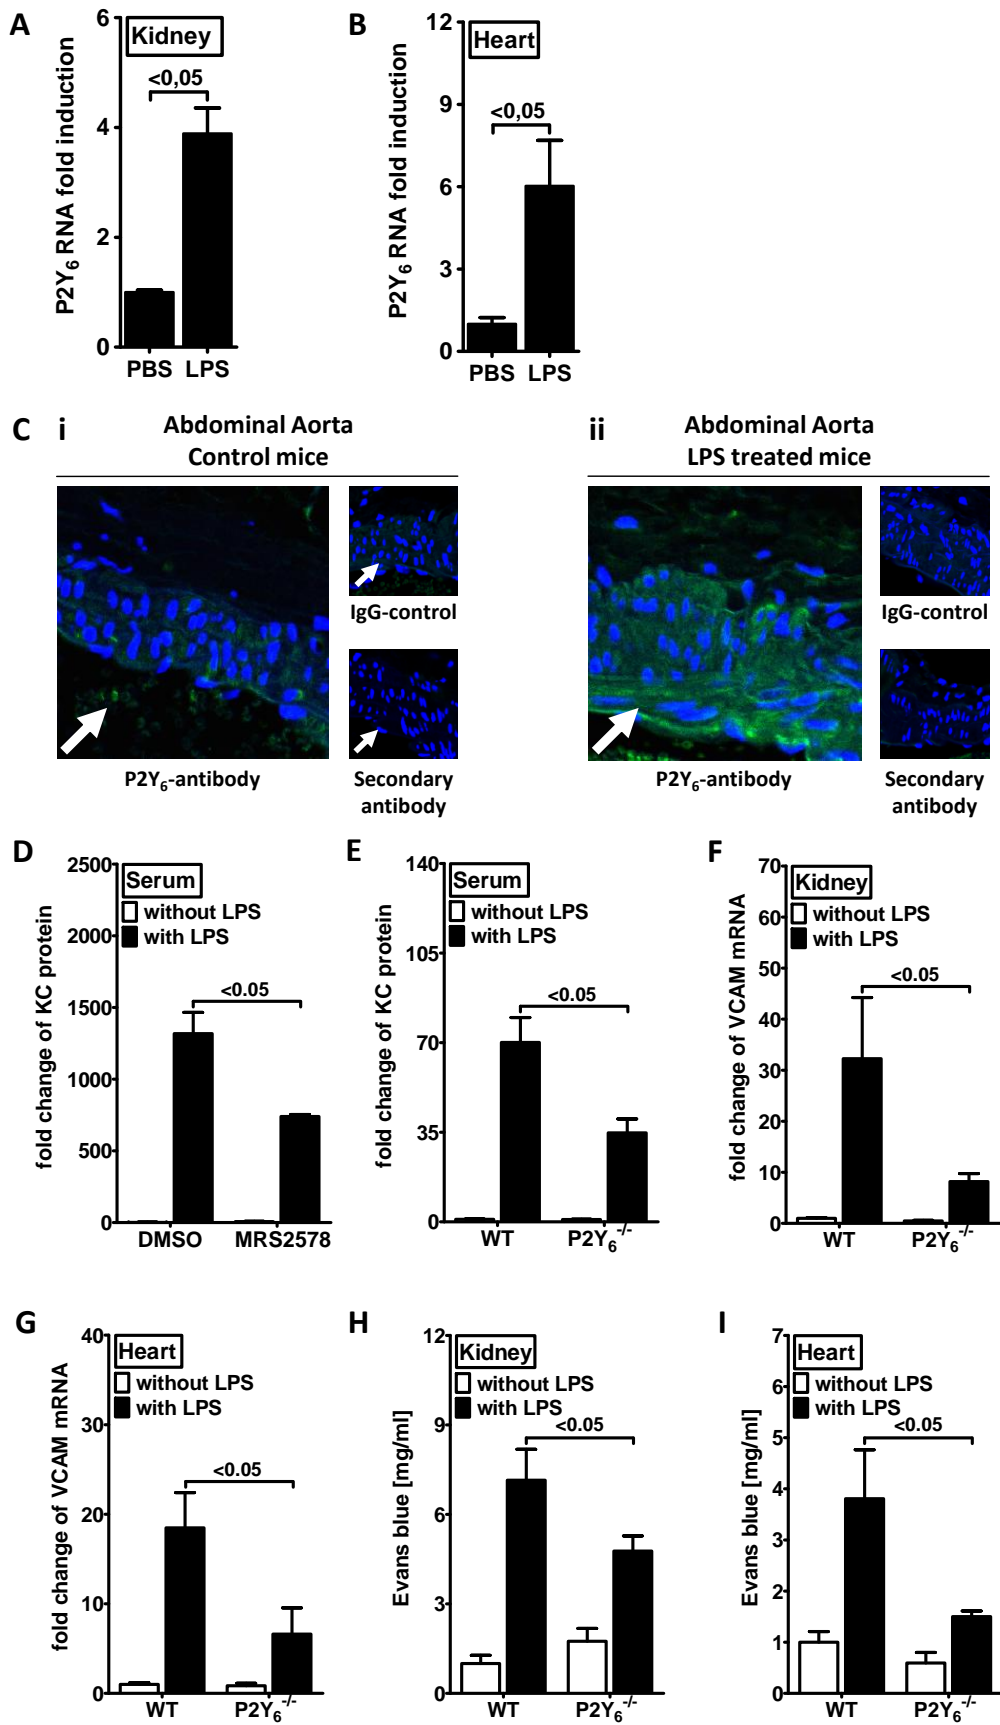 A
Kidney
P2Y6 RNA fold induction
6
4
2
0
<0,05
PBS LPS
B
Heart
P2Y6 RNA fold induction
12
9
6
3
0
<0,05
PBS LPS
C i
Abdominal Aorta
Control mice
P2Y6-antibody
IgG-control
Secondary
antibody
ii
Abdominal Aorta
LPS treated mice
P2Y6-antibody
IgG-control
Secondary
antibody
D
Serum
without LPS
with LPS
fold change of KC protein
2500
2000
1500
1000
500
0
<0.05
DMSO MRS2578
E
Serum
without LPS
with LPS
fold change of KC protein
140
105
70
35
0
<0.05
WT P2Y6-/-
F
Kidney
without LPS
with LPS
fold change of VCAM mRNA
70
60
50
40
30
20
10
0
<0.05
WT P2Y6-/-
G
Heart
without LPS
with LPS
fold change of VCAM mRNA
40
30
20
10
0
<0.05
WT P2Y6-/-
H
Kidney
without LPS
with LPS
Evans blue [mg/ml]
12
9
6
3
0
<0.05
WT P2Y6-/-
I
Heart
without LPS
with LPS
Evans blue [mg/ml]
7
6
5
4
3
2
1
0
<0.05
WT P2Y6-/-